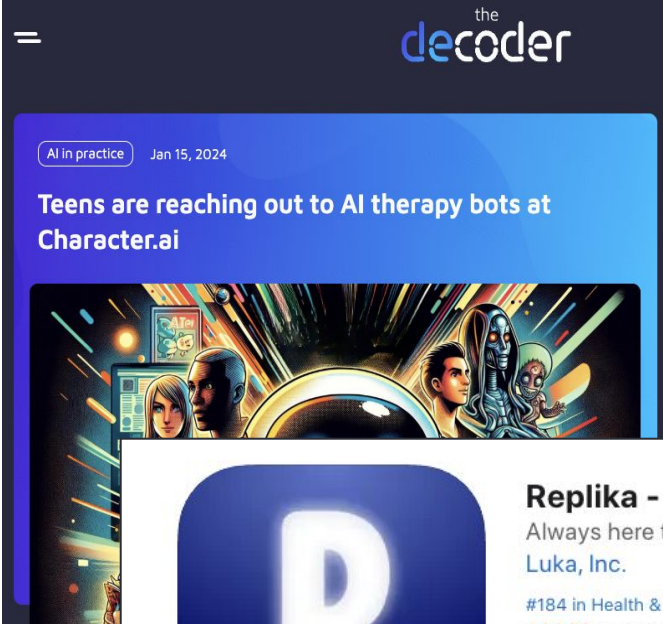 the
decoder
AI in practice Jan 15, 2024
Teens are reaching out to AI therapy bots at
Character.ai
Replika -
Always here
Luka, Inc.
#184 in Health &